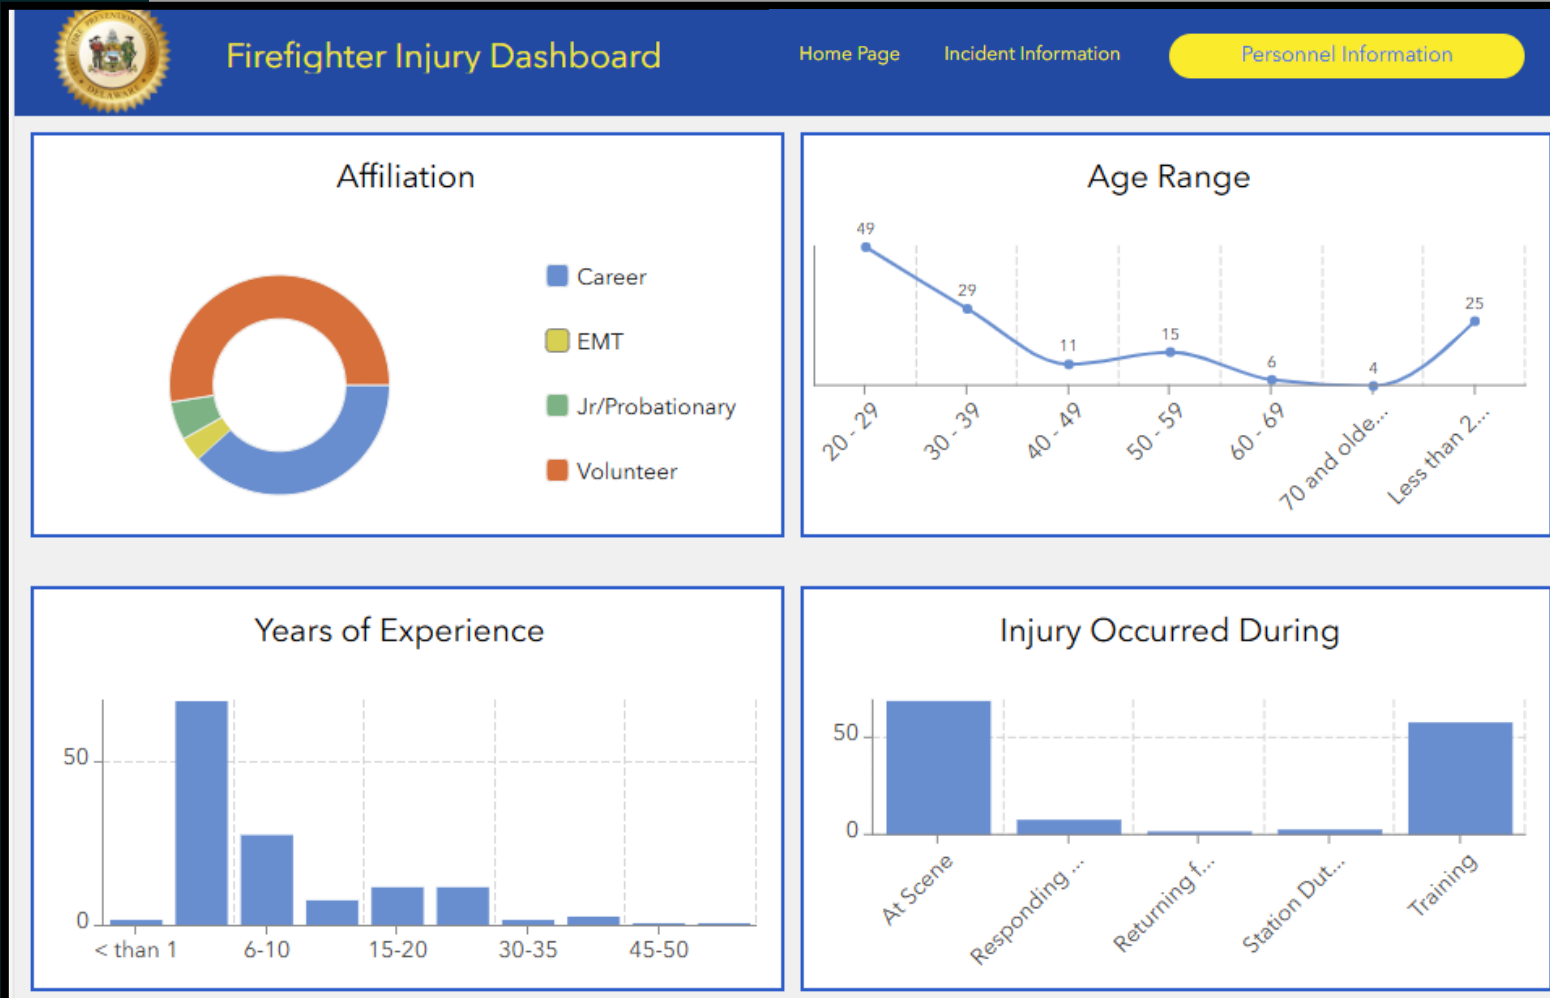 Firefighter Injury Dashboard
Home Page
Incident Information
Personnel Information
PREVENTION
DELAWARE
Affiliation
Career
EMT
Jr/Probationary
Volunteer
Age Range
49
29
11
15
6
4
25
20 - 29
30 - 39
40 - 49
50 - 59
60 - 69
70 and olde...
Less than 2...
Years of Experience
50
0
< than 1
6-10
15-20
30-35
45-50
Injury Occurred During
50
0
At Scene
Responding ...
Returning f...
Station Dut...
Training